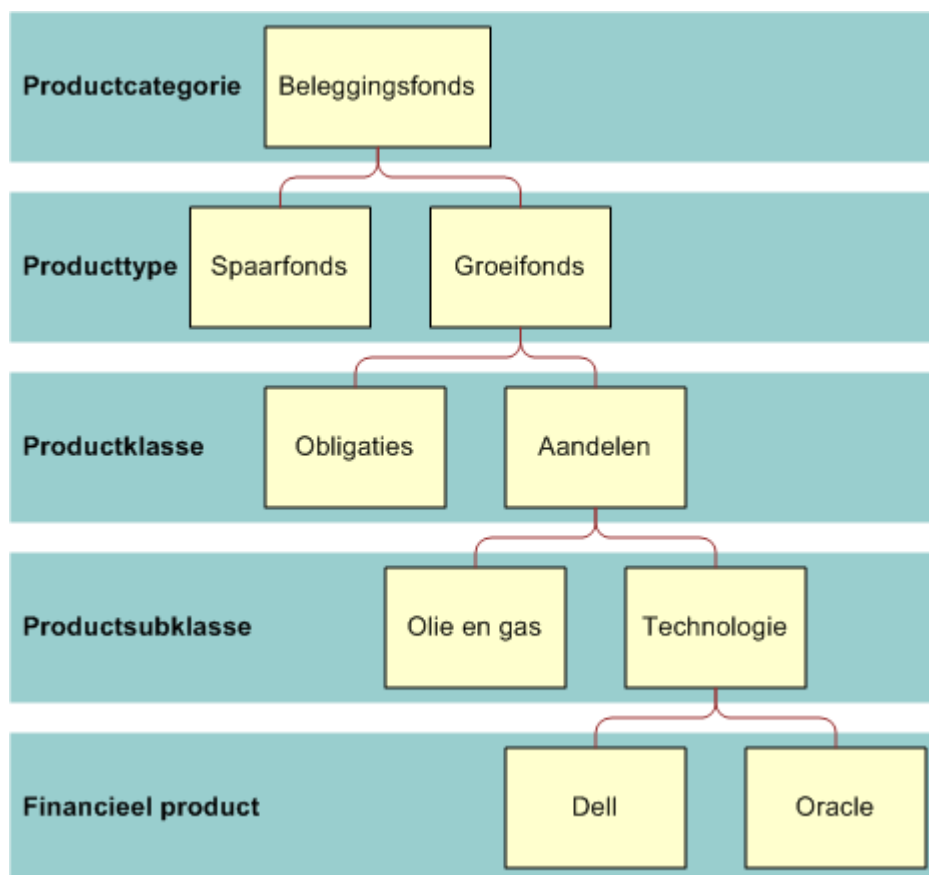 Productcategorie
Beleggingsfonds
Producttype
Spaarfonds
Groeifonds
Productklasse
Obligaties
Aandelen
Productsubklasse
Olie en gas
Technologie
Financieel product
Dell
Oracle